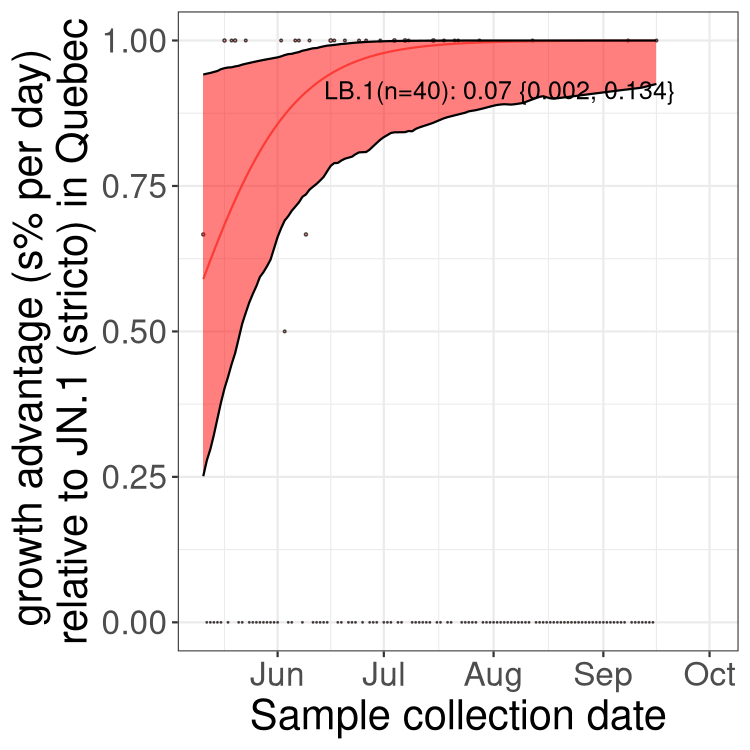 growth advantage (s% per day)
relative to JN.1 (stricto) in Quebec
1.00
0.75
0.50
0.25
0.00
LB.1(n=40): 0.07 {0.002, 0.134}
Jun Jul Aug Sep Oct
Sample collection date